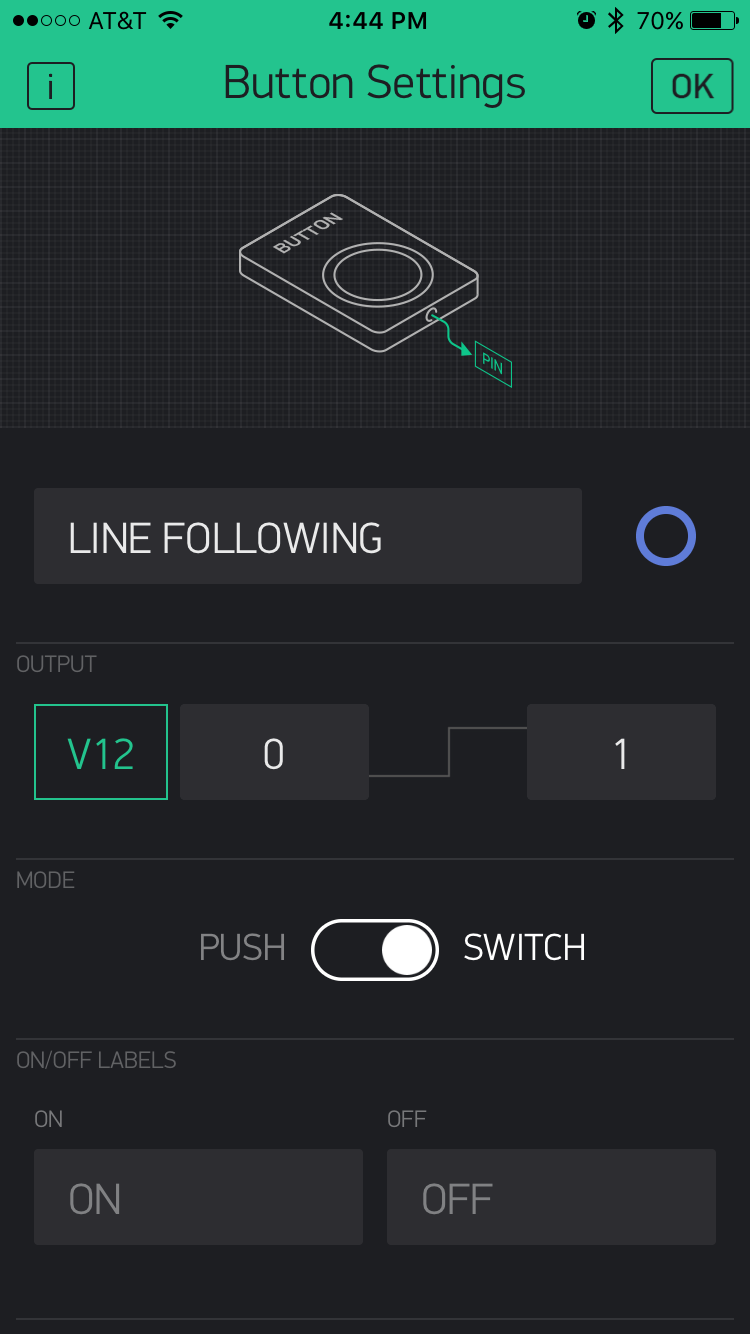 AT&T 4:44 PM 70%
i Button Settings OK
BUTTON
PIN
LINE FOLLOWING
OUTPUT
V12 0 1
MODE
PUSH SWITCH
ON/OFF LABELS
ON OFF
ON OFF